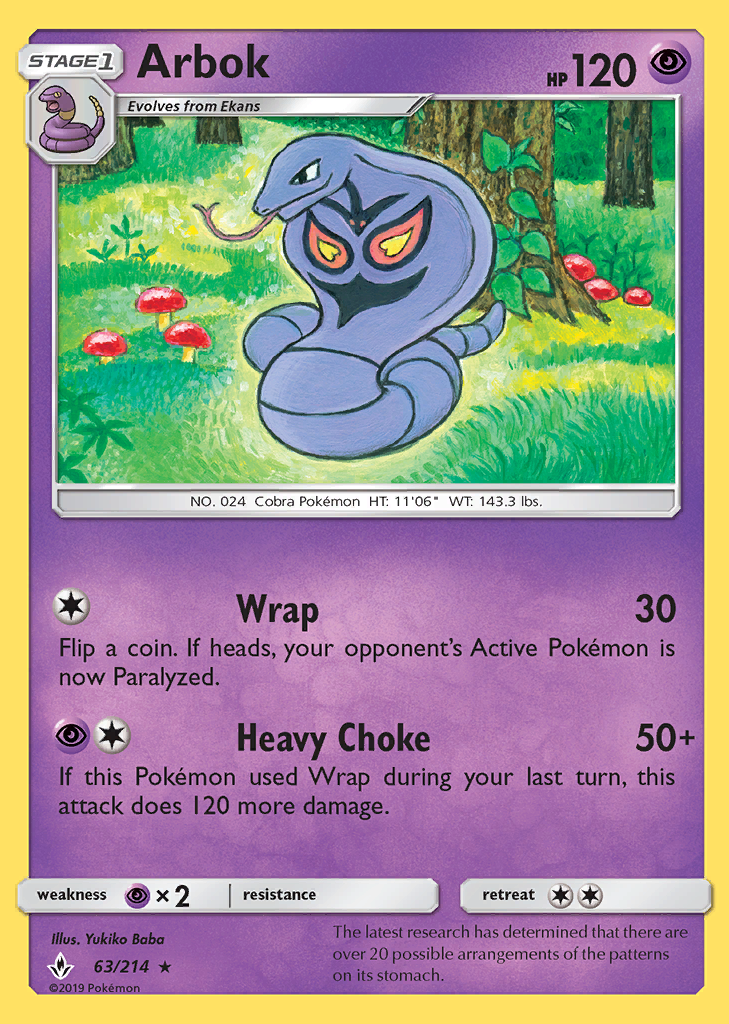 STAGE1
Arbok
HP 120
Evolves from Ekans
NO. 024 Cobra Pokémon HT: 11'06" WT: 143.3 lbs.
Wrap 30
Flip a coin. If heads, your opponent's Active Pokémon is
now Paralyzed.
Heavy Choke 50+
If this Pokémon used Wrap during your last turn, this
attack does 120 more damage.
weakness × 2 resistance retreat
Illus. Yukiko Baba
63/214 ★
©2019 Pokémon
The latest research has determined that there are
over 20 possible arrangements of the patterns
on its stomach.